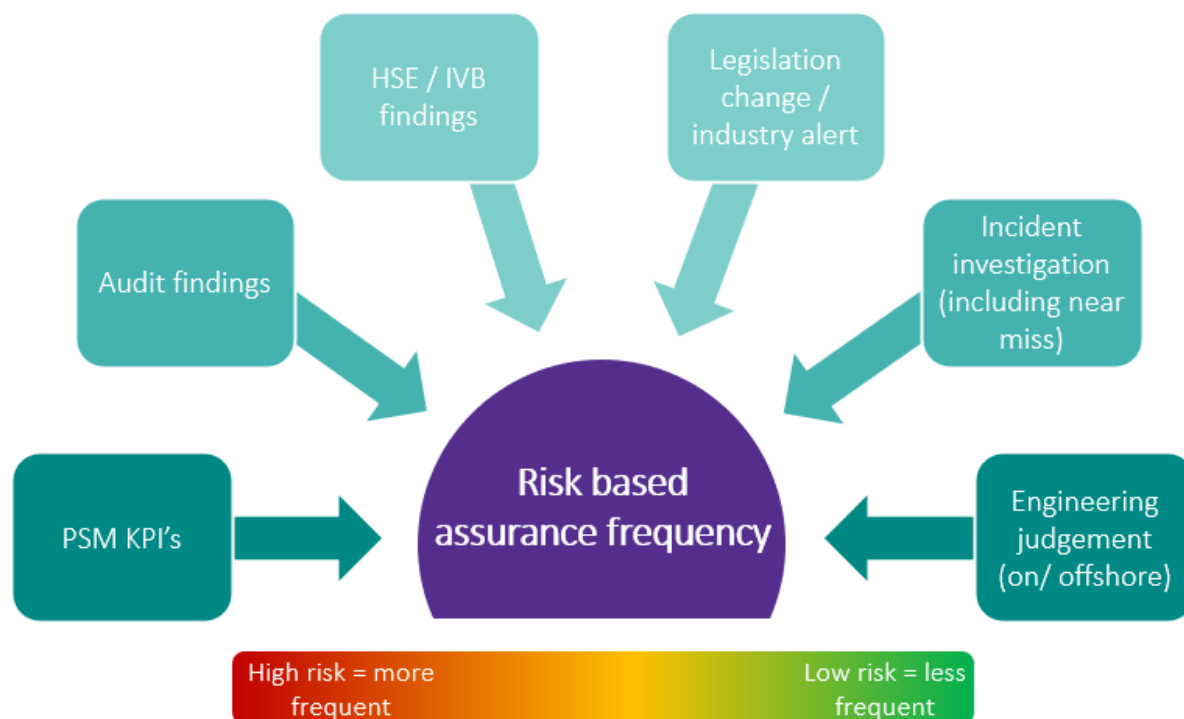 HSE / IVB
findings
Legislation
change /
industry alert
Audit findings
Incident
investigation
(including near
miss)
PSM KPI's
Risk based
assurance frequency
Engineering
judgement
(on/ offshore)
High risk = more
frequent
Low risk = less
frequent